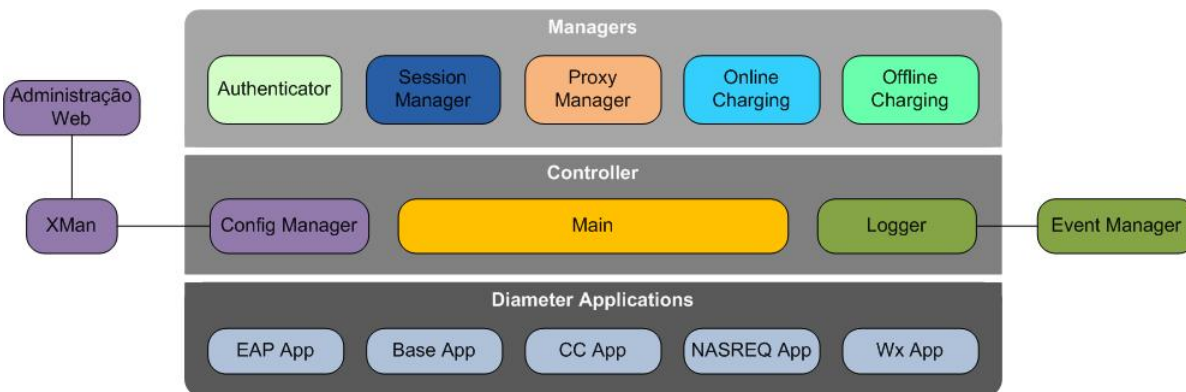 Managers
Administração
Web
Authenticator
Session
Manager
Proxy
Manager
Online
Charging
Offline
Charging
Controller
XMan
Config Manager
Main
Logger
Event Manager
Diameter Applications
EAP App
Base App
CC App
NASREQ App
Wx App